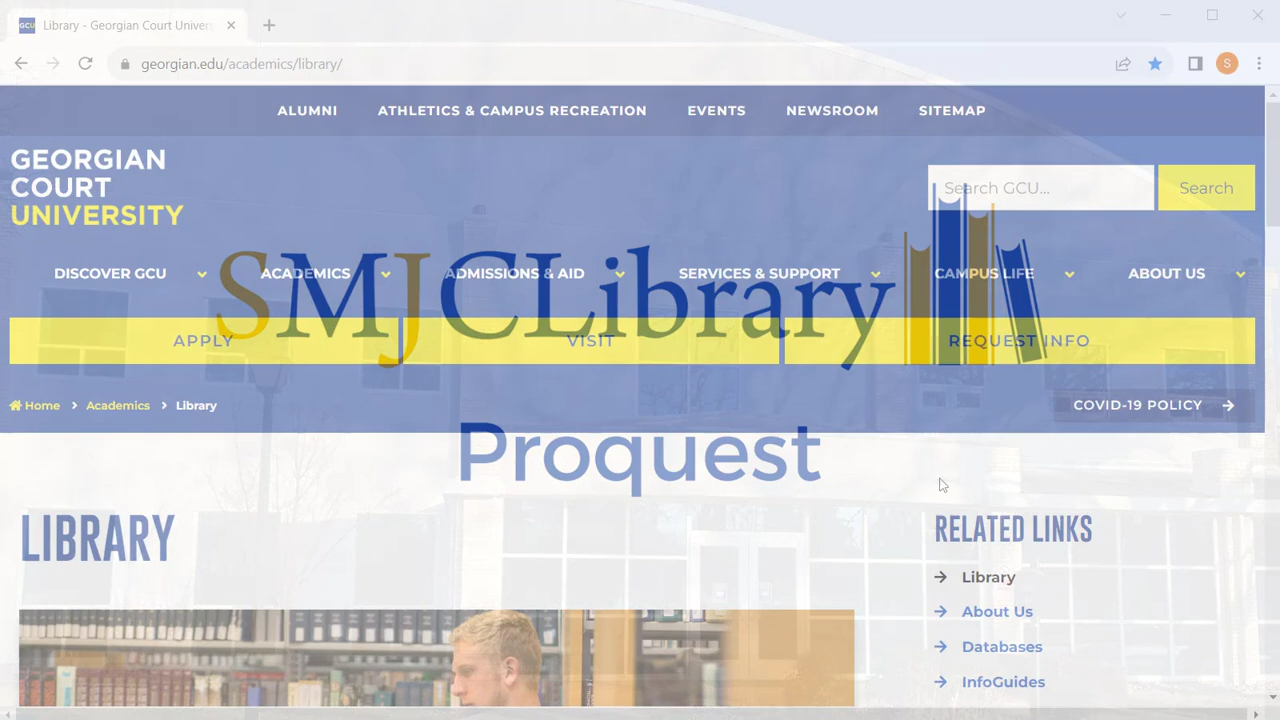 Library - Georgian Court Univer
georgian.edu/academics/library/
S
ALUMNI ATHLETICS & CAMPUS RECREATION EVENTS NEWSROOM SITEMAP
GEORGIAN
COURT
UNIVERSITY
Search GCU...
Search
DISCOVER GCU ACADEMICS ADMISSIONS & AID SERVICES & SUPPORT CAMPUS LIFE ABOUT US
SMJCLibrary
APPLY VISIT REQUEST INFO
Home Academics Library
COVID-19 POLICY
Proquest
LIBRARY
RELATED LINKS
Library
About Us
Databases
InfoGuides